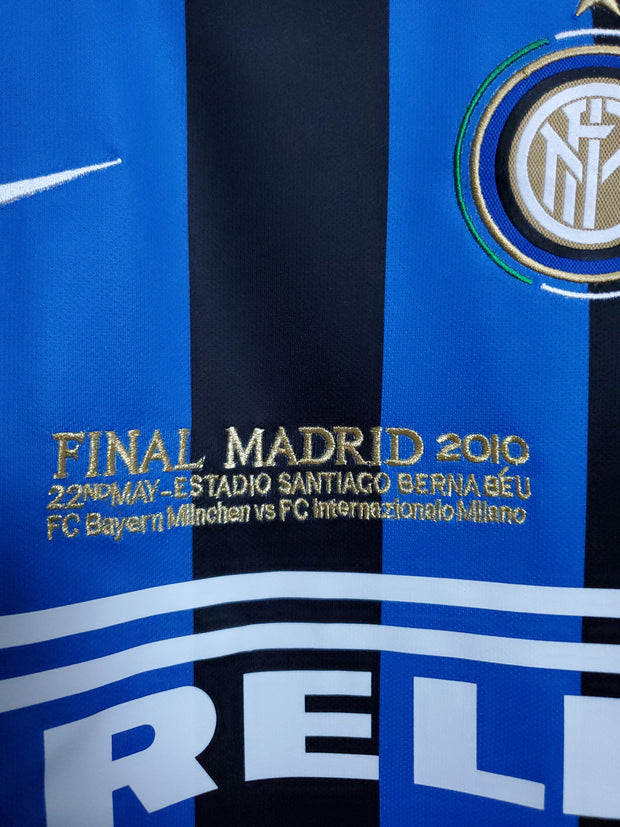 FINAL MADRID 2010
22ND MAY-ESTADIO SANTIAGO BERNABÉU
FC Bayern München vs FC Internazionale Milano
RELL